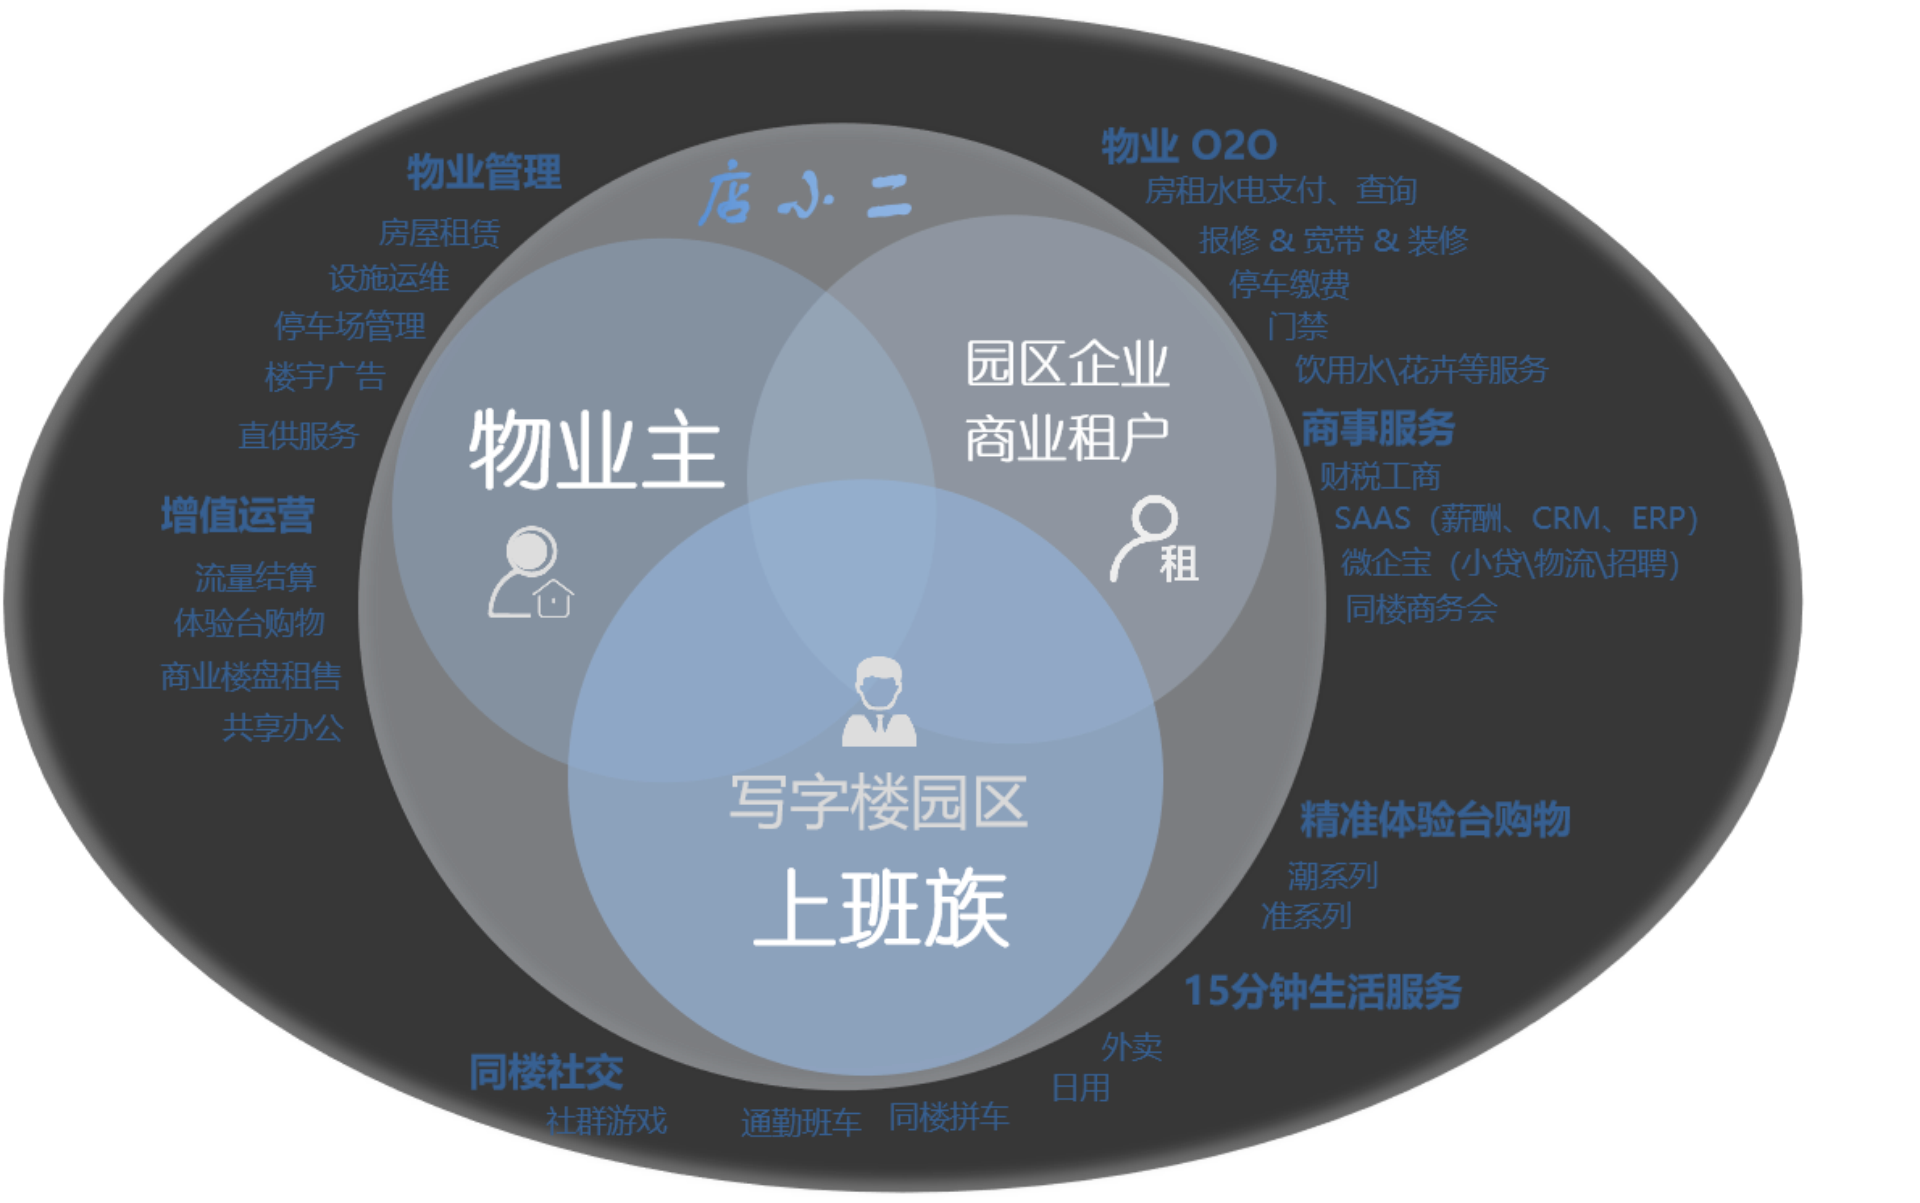 店小二
物业管理
房屋租赁
设施运维
停车场管理
楼宇广告
直供服务
增值运营
流量结算
体验台购物
商业楼盘租售
共享办公
物业 O2O
房租水电支付、查询
报修 & 宽带 & 装修
停车缴费
门禁
饮用水\花卉等服务
商事服务
财税工商
SAAS（薪酬、CRM、ERP）
微企宝（小贷\物流\招聘）
同楼商务会
物业主
园区企业
商业租户
租
写字楼园区
上班族
精准体验台购物
潮系列
准系列
15分钟生活服务
外卖
日用
同楼社交
社群游戏
通勤班车
同楼拼车